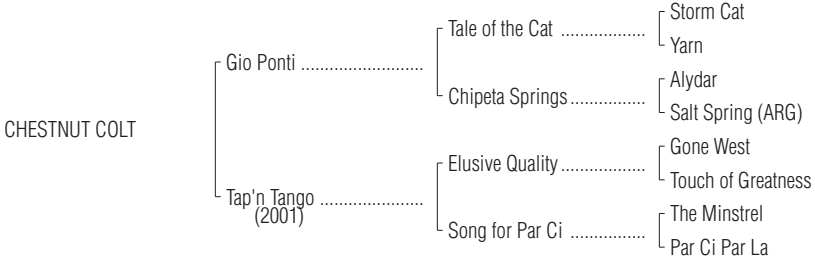 Storm Cat
Tale of the Cat ..................
Yarn
Gio Ponti ..........................
Alydar
Chipeta Springs ................
Salt Spring (ARG)
CHESTNUT COLT
Gone West
Elusive Quality ..................
Touch of Greatness
Tap'n Tango ......................
(2001)
The Minstrel
Song for Par Ci ................
Par Ci Par La